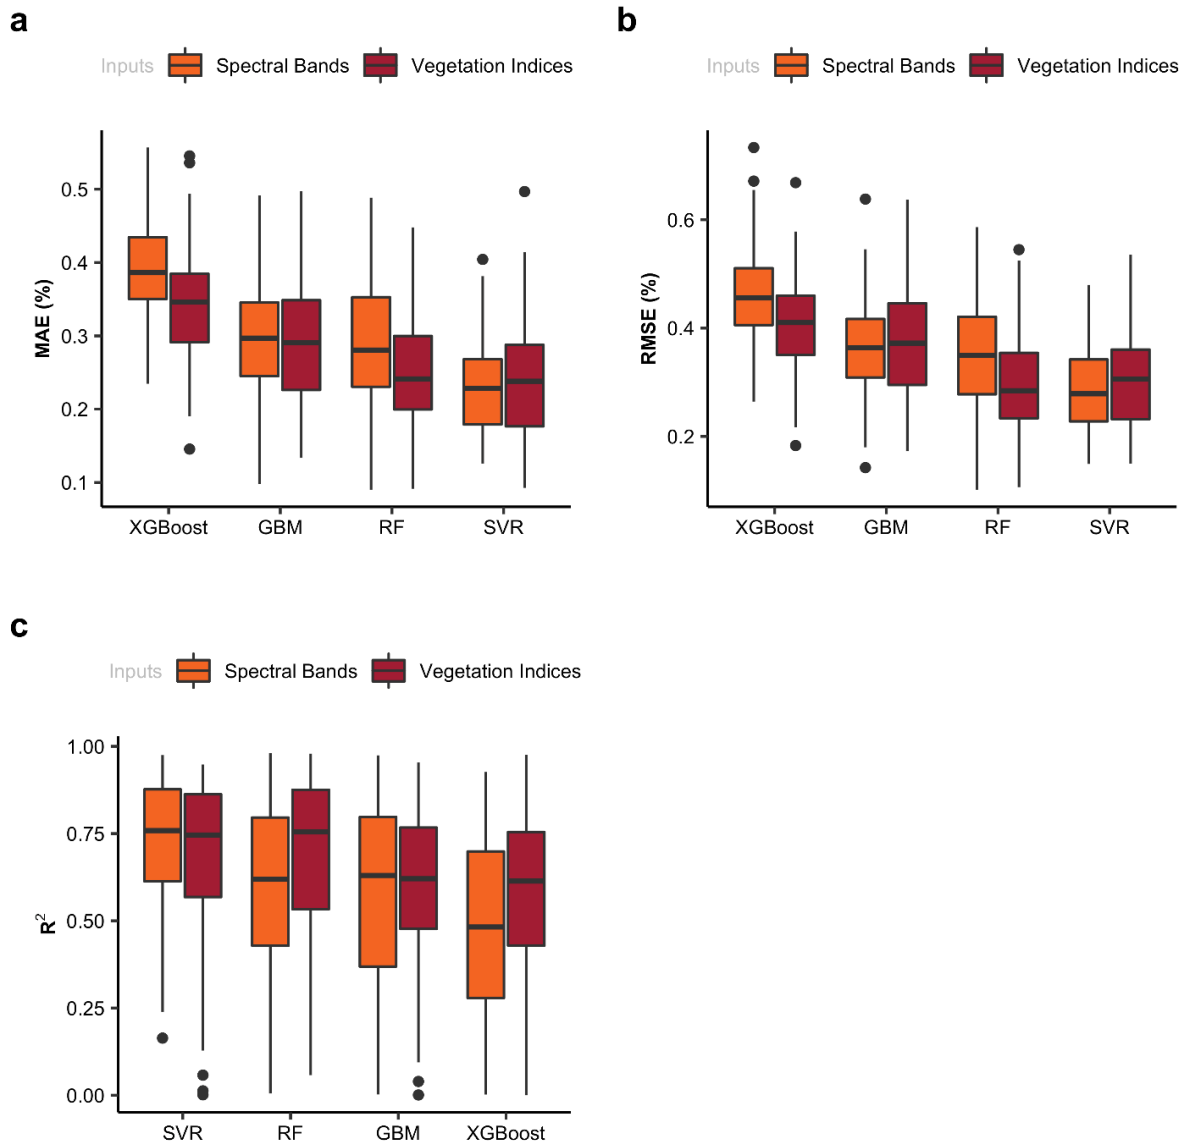 a
Inputs Spectral Bands Vegetation Indices
MAE (%)
0.5
0.4
0.3
0.2
0.1
XGBoost GBM RF SVR
b
Inputs Spectral Bands Vegetation Indices
RMSE (%)
0.6
0.4
0.2
XGBoost GBM RF SVR
c
Inputs Spectral Bands Vegetation Indices
R²
1.00
0.75
0.50
0.25
0.00
SVR RF GBM XGBoost